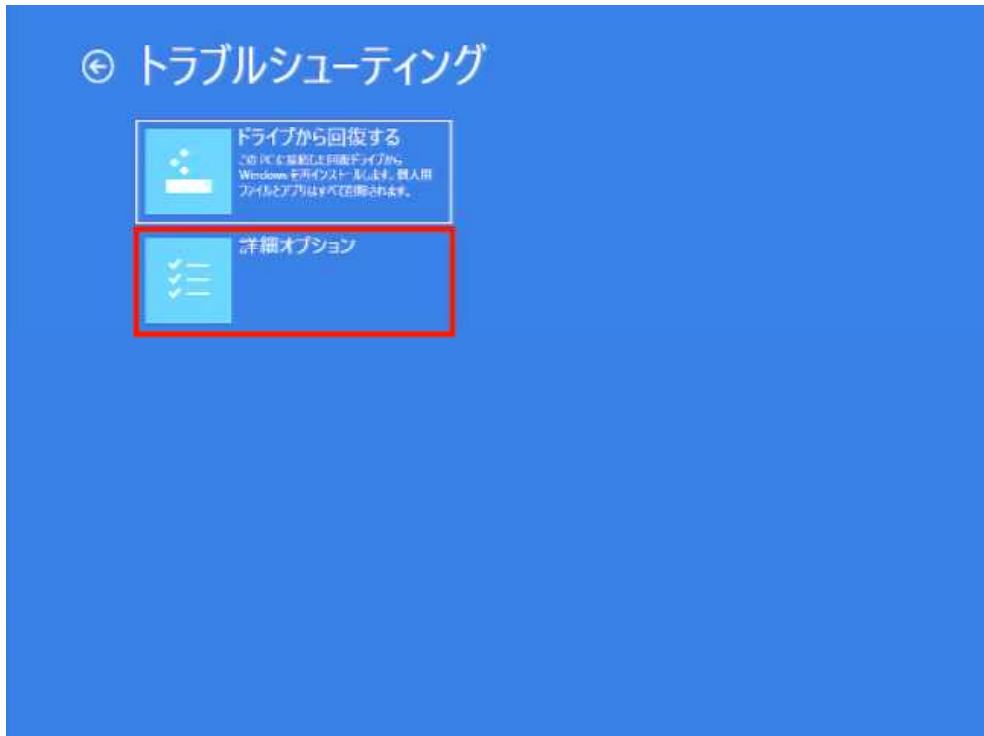 トラブルシューティング
ドライブから回復する
この PC に接続した回復ドライブから
Windows を再インストールします。個人用
ファイルとアプリはすべて削除されます。
詳細オプション